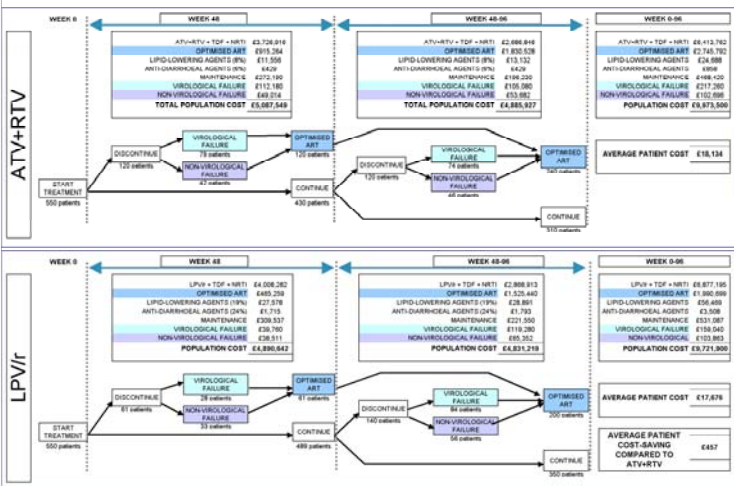 WEEK 0
WEEK 48
WEEK 48-96
WEEK 0-96
ATV+RTV
ATV+RTV + TDF + NRTI
OPTIMISED ART £915,264
LIPID-LOWERING AGENTS (8%) £11,556
ANTI-DIARRHOEAL AGENTS (6%) £429
MAINTENANCE £272,190
VIROLOGICAL FAILURE £112,180
NON-VIROLOGICAL FAILURE £49,014
TOTAL POPULATION COST £5,087,549
ATV+RTV + TDF + NRTI
OPTIMISED ART £1,830,528
LIPID-LOWERING AGENTS (8%) £13,132
ANTI-DIARRHOEAL AGENTS (6%) £429
MAINTENANCE £196,230
VIROLOGICAL FAILURE £105,080
NON-VIROLOGICAL FAILURE £53,682
TOTAL POPULATION COST £4,885,927
ATV+RTV + TDF + NRTI £6,413,762
OPTIMISED ART £2,745,792
LIPID-LOWERING AGENTS £24,688
ANTI-DIARRHOEAL AGENTS £858
MAINTENANCE £468,420
VIROLOGICAL FAILURE £217,260
NON-VIROLOGICAL FAILURE £102,696
POPULATION COST £9,973,500
START TREATMENT
550 patients
DISCONTINUE
120 patients
VIROLOGICAL FAILURE
78 patients
NON-VIROLOGICAL FAILURE
42 patients
OPTIMISED ART
120 patients
CONTINUE
430 patients
DISCONTINUE
120 patients
VIROLOGICAL FAILURE
74 patients
NON-VIROLOGICAL FAILURE
46 patients
OPTIMISED ART
240 patients
CONTINUE
310 patients
AVERAGE PATIENT COST £18,134
WEEK 0
WEEK 48
WEEK 48-96
WEEK 0-96
LPV/r
LPV/r + TDF + NRTI £4,008,282
OPTIMISED ART £465,259
LIPID-LOWERING AGENTS (19%) £27,578
ANTI-DIARRHOEAL AGENTS (24%) £1,715
MAINTENANCE £309,537
VIROLOGICAL FAILURE £39,760
NON-VIROLOGICAL FAILURE £38,511
POPULATION COST £4,890,642
LPV/r + TDF + NRTI £2,868,913
OPTIMISED ART £1,525,440
LIPID-LOWERING AGENTS (19%) £28,891
ANTI-DIARRHOEAL AGENTS (24%) £1,793
MAINTENANCE £221,550
VIROLOGICAL FAILURE £119,280
NON-VIROLOGICAL FAILURE £65,352
POPULATION COST £4,831,219
LPV/r + TDF + NRTI £6,877,195
OPTIMISED ART £1,990,699
LIPID-LOWERING AGENTS £56,469
ANTI-DIARRHOEAL AGENTS £3,508
MAINTENANCE £531,087
VIROLOGICAL FAILURE £159,040
NON-VIROLOGICAL FAILURE £103,863
POPULATION COST £9,721,900
START TREATMENT
550 patients
DISCONTINUE
61 patients
VIROLOGICAL FAILURE
28 patients
NON-VIROLOGICAL FAILURE
33 patients
OPTIMISED ART
61 patients
CONTINUE
489 patients
DISCONTINUE
140 patients
VIROLOGICAL FAILURE
84 patients
NON-VIROLOGICAL FAILURE
56 patients
OPTIMISED ART
200 patients
CONTINUE
350 patients
AVERAGE PATIENT COST £17,676
AVERAGE PATIENT
COST-SAVING
COMPARED TO
ATV+RTV
£457